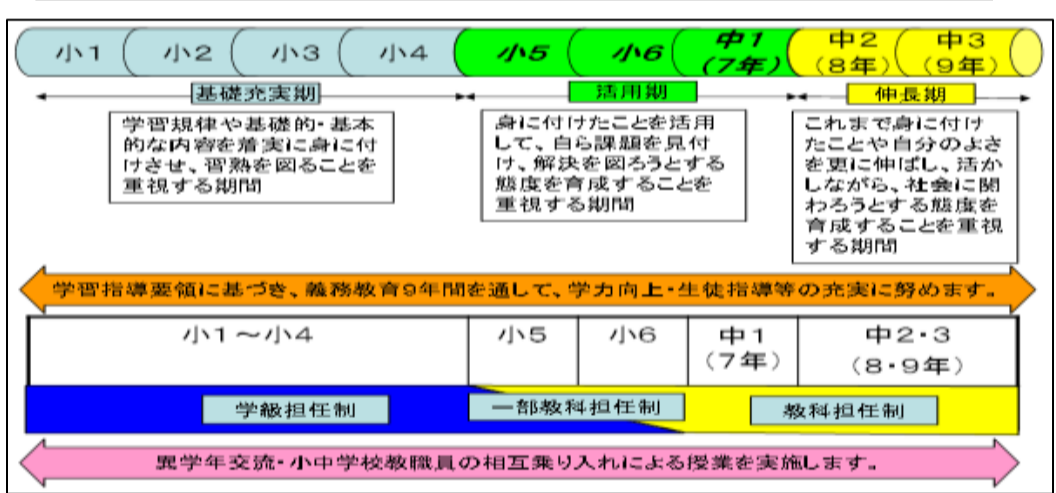 小1
小2
小3
小4
小5
小6
中1
(7年)
中2
(8年)
中3
(9年)
基礎充実期
活用期
伸長期
学習規律や基礎的・基本
的な内容を着実に身に付
けさせ、習熟を図ることを
重視する期間
身に付けたことを活用
して、自ら課題を見付
け、解決を図ろうとする
態度を育成することを
重視する期間
これまで身に付け
たことや自分のよさ
を更に伸ばし、活か
しながら、社会に関
わろうとする態度を
育成することを重視
する期間
学習指導要領に基づき、義務教育9年間を通して、学力向上・生徒指導等の充実に努めます。
小1~小4
小5
小6
中1
(7年)
中2・3
(8・9年)
学級担任制
一部教科担任制
教科担任制
異学年交流・小中学校教職員の相互乗り入れによる授業を実施します。